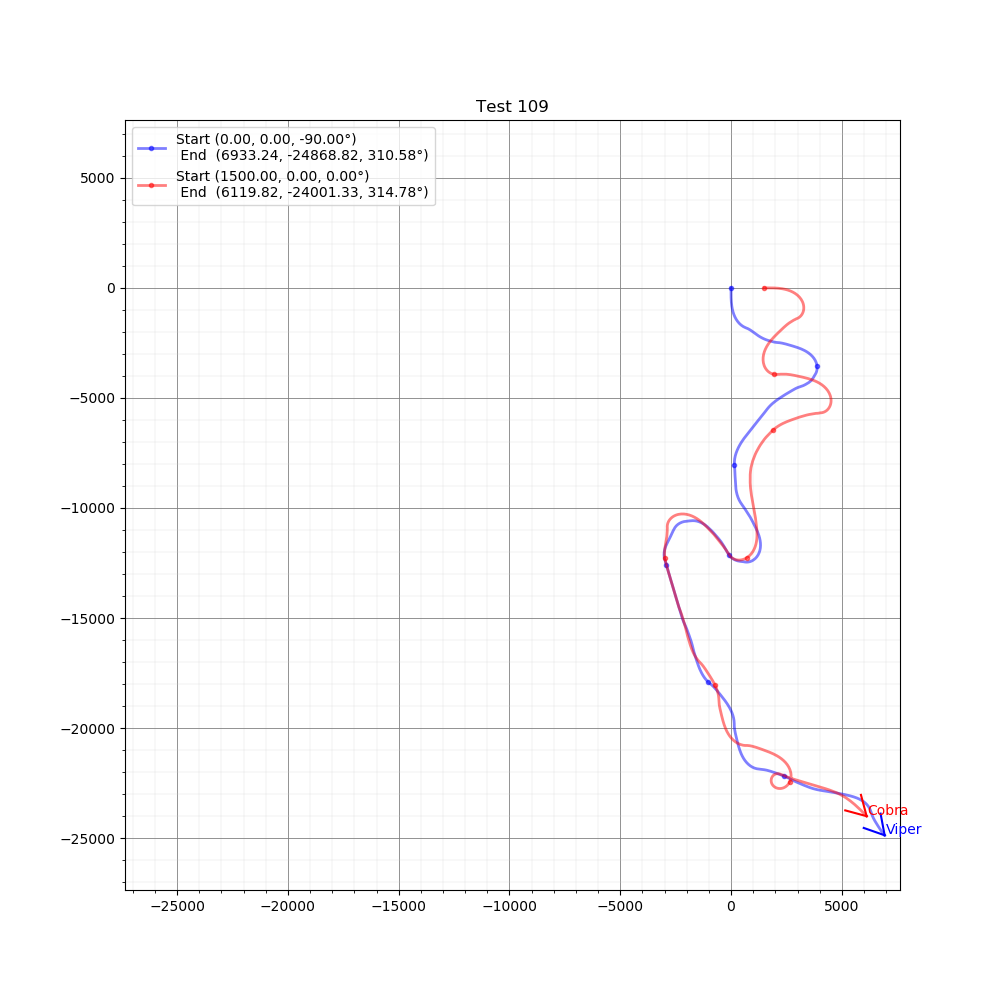 Test 109
Start (0.00, 0.00, -90.00°)
End  (6933.24, -24868.82, 310.58°)
Start (1500.00, 0.00, 0.00°)
End  (6119.82, -24001.33, 314.78°)
5000
0
−5000
−10000
−15000
−20000
−25000
Cobra
Viper
−25000
−20000
−15000
−10000
−5000
0
5000